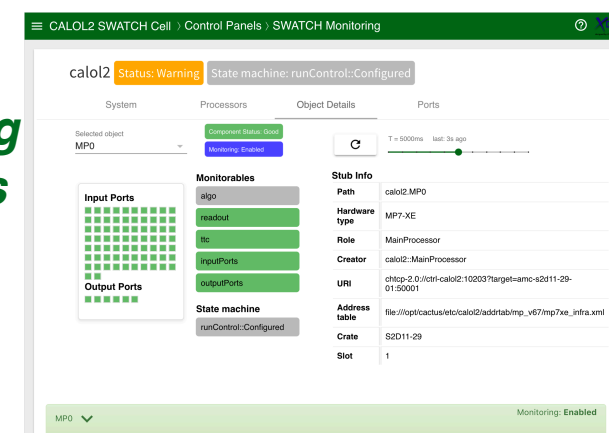 CALOL2 SWATCH Cell > Control Panels > SWATCH Monitoring
calol2 Status: Warning State machine: runControl::Configured
System Processors Object Details Ports
Selected object
MP0
Component Status: Good
Monitoring: Enabled
T = 5000ms last: 3s ago
Input Ports
Output Ports
Monitorables
algo
readout
ttc
inputPorts
outputPorts
State machine
runControl::Configured
Stub Info
Path calol2.MP0
Hardware type MP7-XE
Role MainProcessor
Creator calol2::MainProcessor
URI chtcp-2.0://ctrl-calol2:10203?target=amc-s2d11-29-
01:50001
Address table file:///opt/cactus/etc/calol2/addrtab/mp_v67/mp7xe_infra.xml
Crate S2D11-29
Slot 1
MP0
Monitoring: Enabled